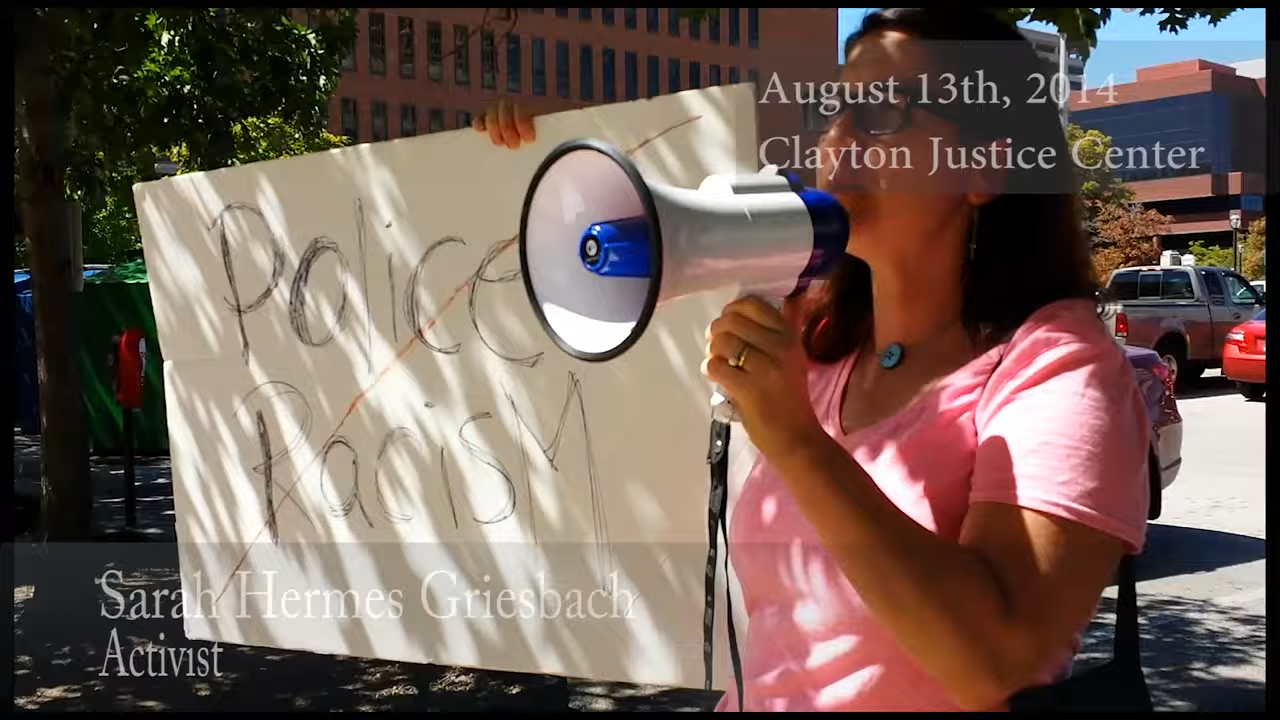 August 13th, 2014
Clayton Justice Center
Police
Racism
Sarah Hermes Griesbach
Activist